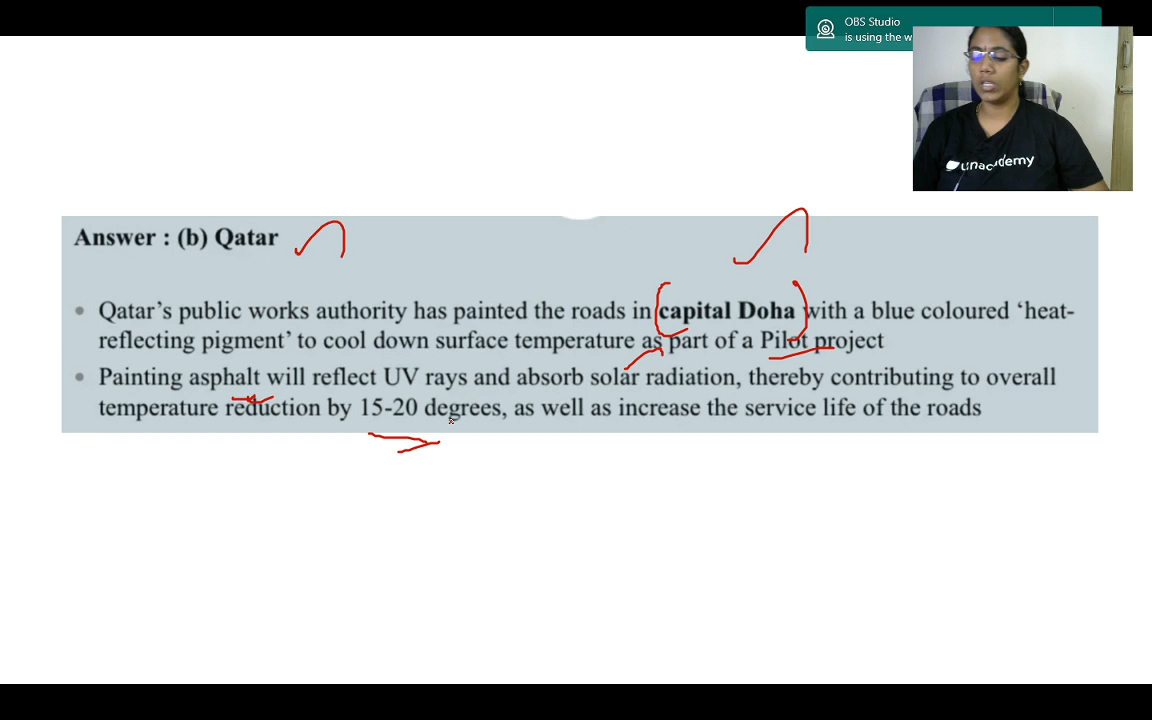 OBS Studio
is using the w
unacademy
Answer : (b) Qatar
• Qatar's public works authority has painted the roads in capital Doha with a blue coloured 'heat-
reflecting pigment' to cool down surface temperature as part of a Pilot project
• Painting asphalt will reflect UV rays and absorb solar radiation, thereby contributing to overall
temperature reduction by 15-20 degrees, as well as increase the service life of the roads